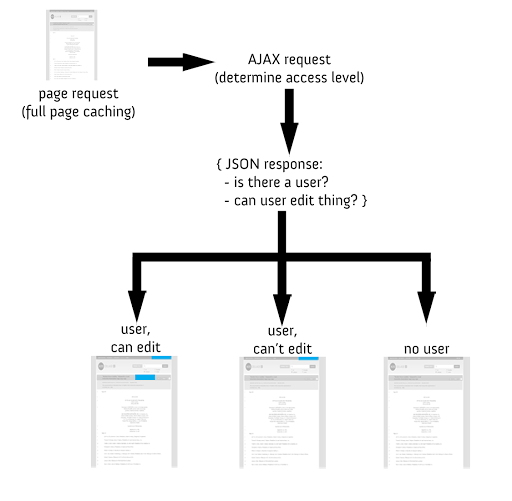 page request
(full page caching)
AJAX request
(determine access level)
{ JSON response:
- is there a user?
- can user edit thing? }
user,
can edit
user,
can't edit
no user